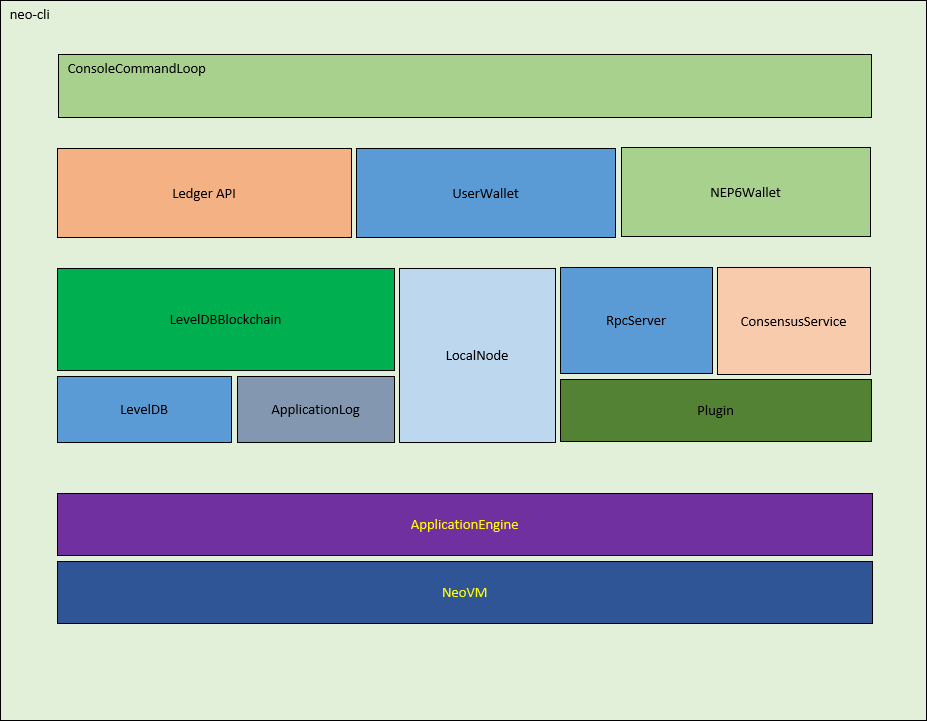 neo-cli
ConsoleCommandLoop
Ledger API
UserWallet
NEP6Wallet
LevelDBBlockchain
LocalNode
RpcServer
ConsensusService
LevelDB
ApplicationLog
Plugin
ApplicationEngine
NeoVM